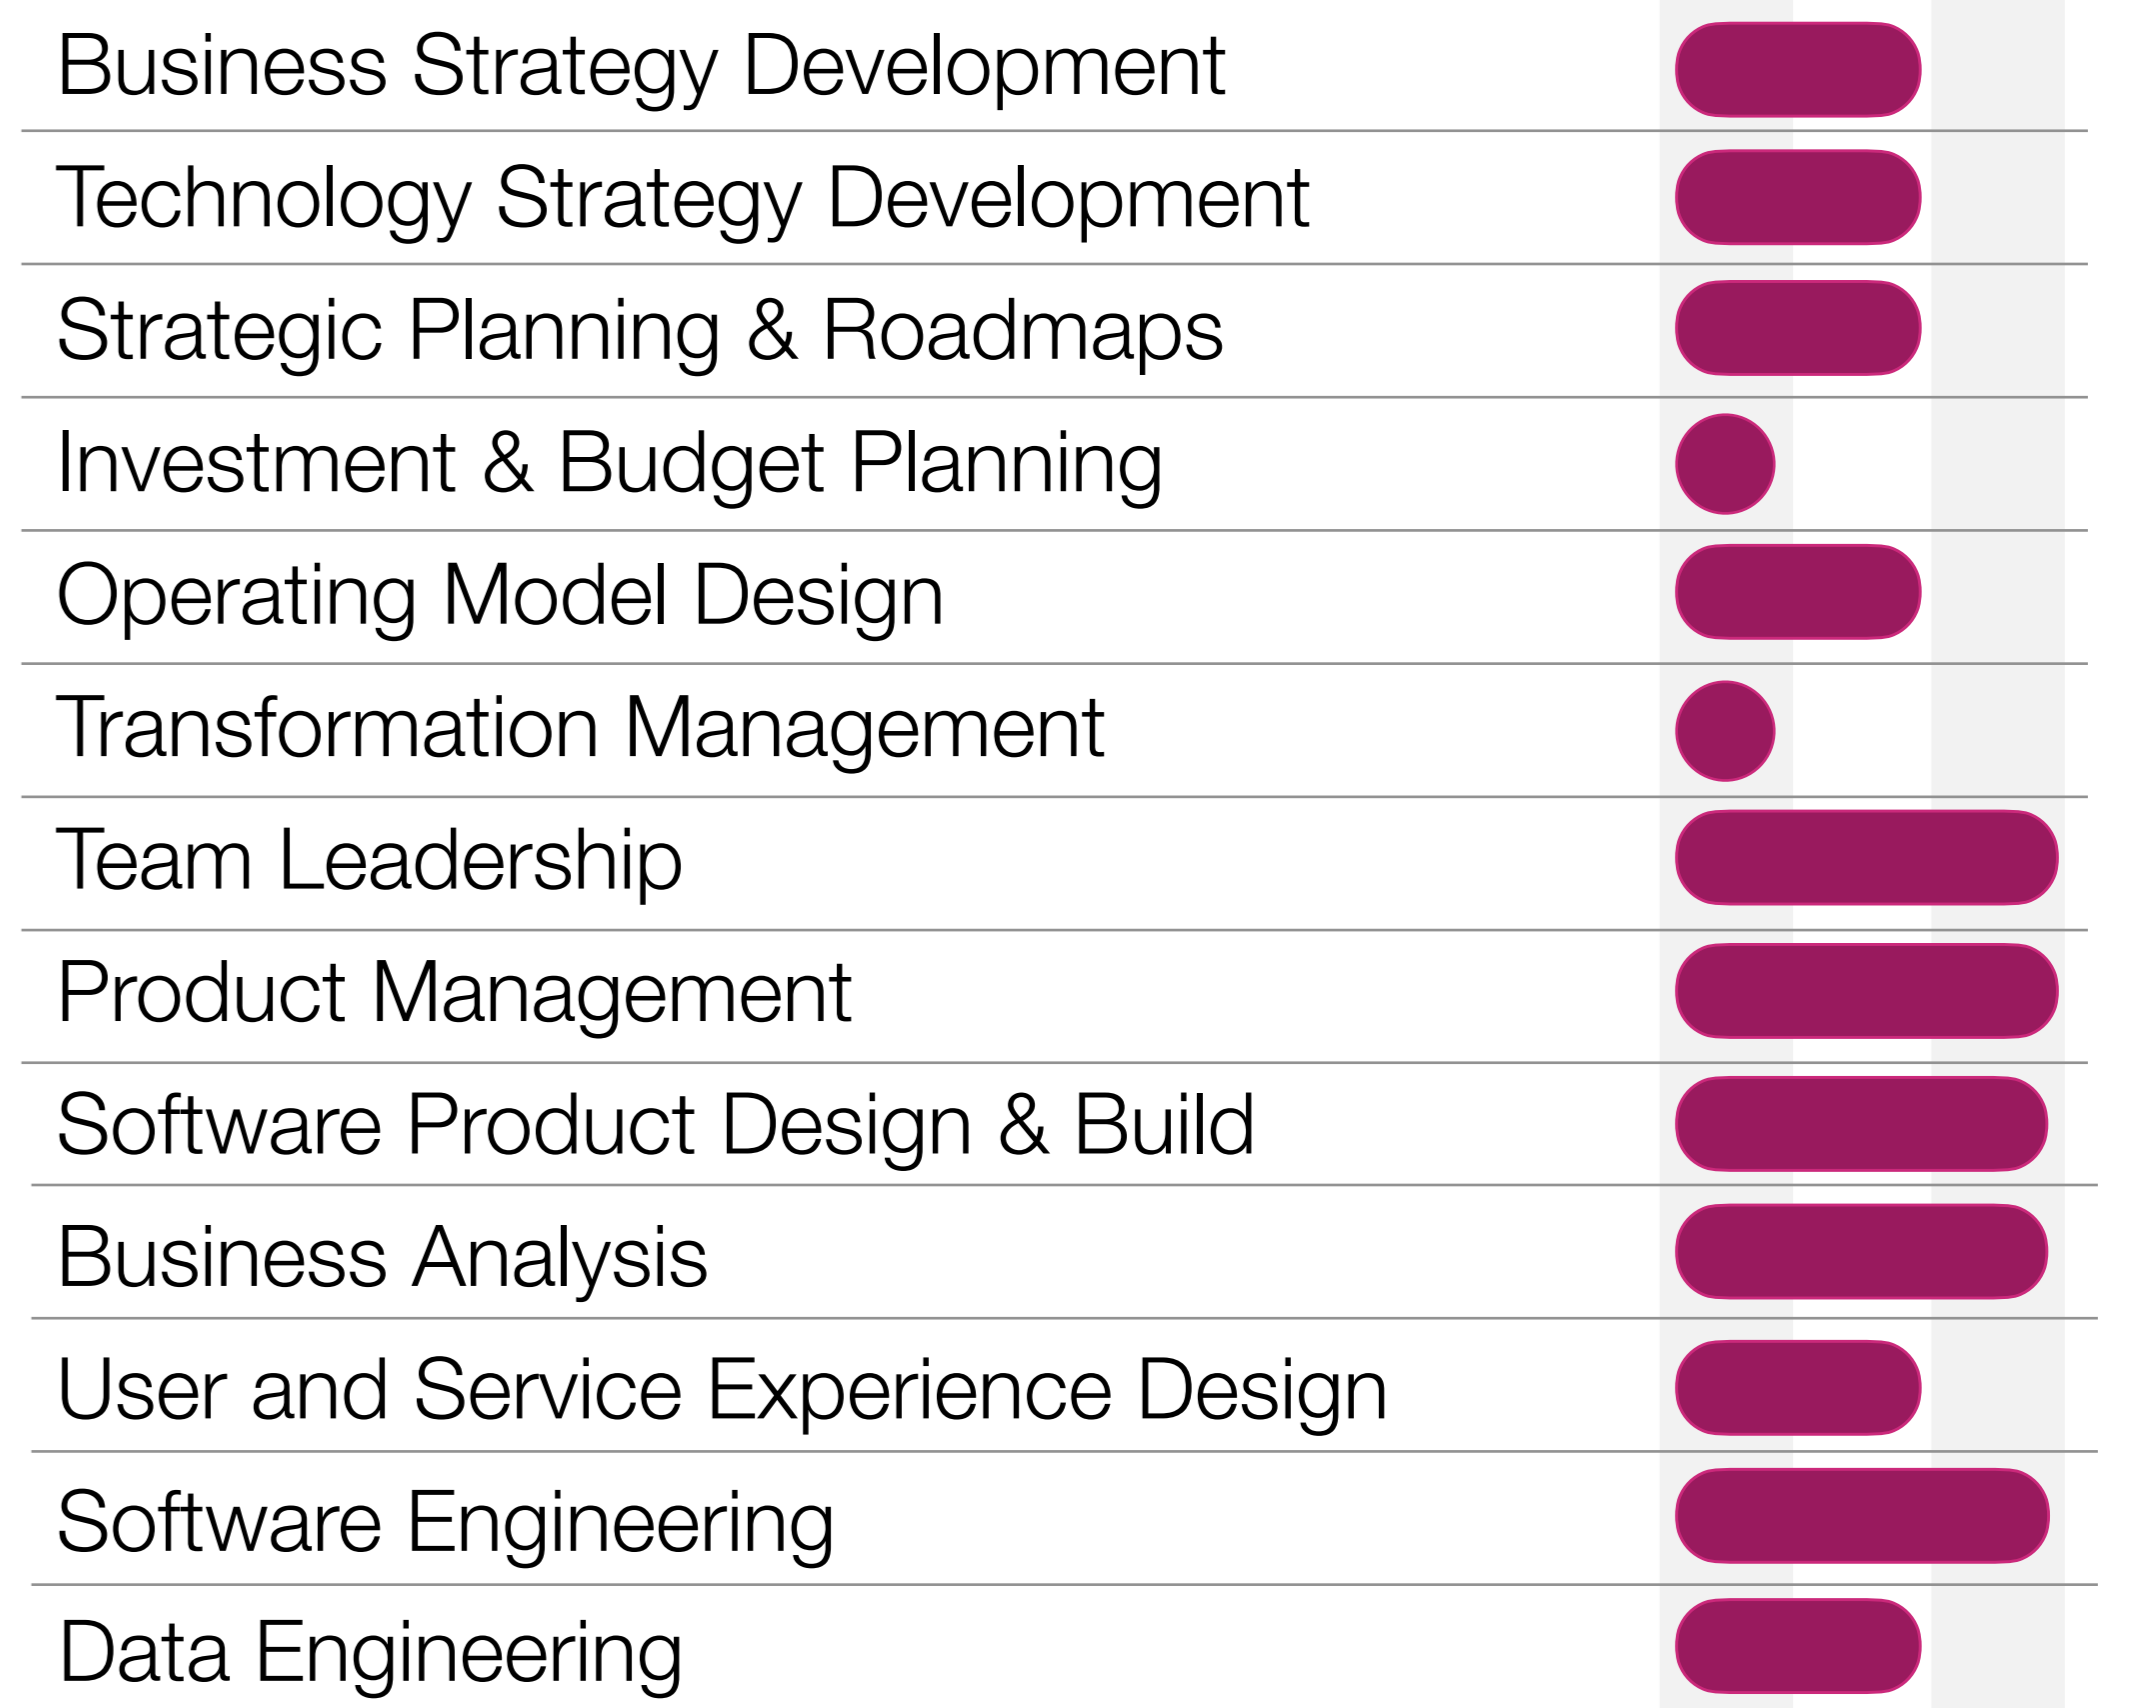 Business Strategy Development
Technology Strategy Development
Strategic Planning & Roadmaps
Investment & Budget Planning
Operating Model Design
Transformation Management
Team Leadership
Product Management
Software Product Design & Build
Business Analysis
User and Service Experience Design
Software Engineering
Data Engineering